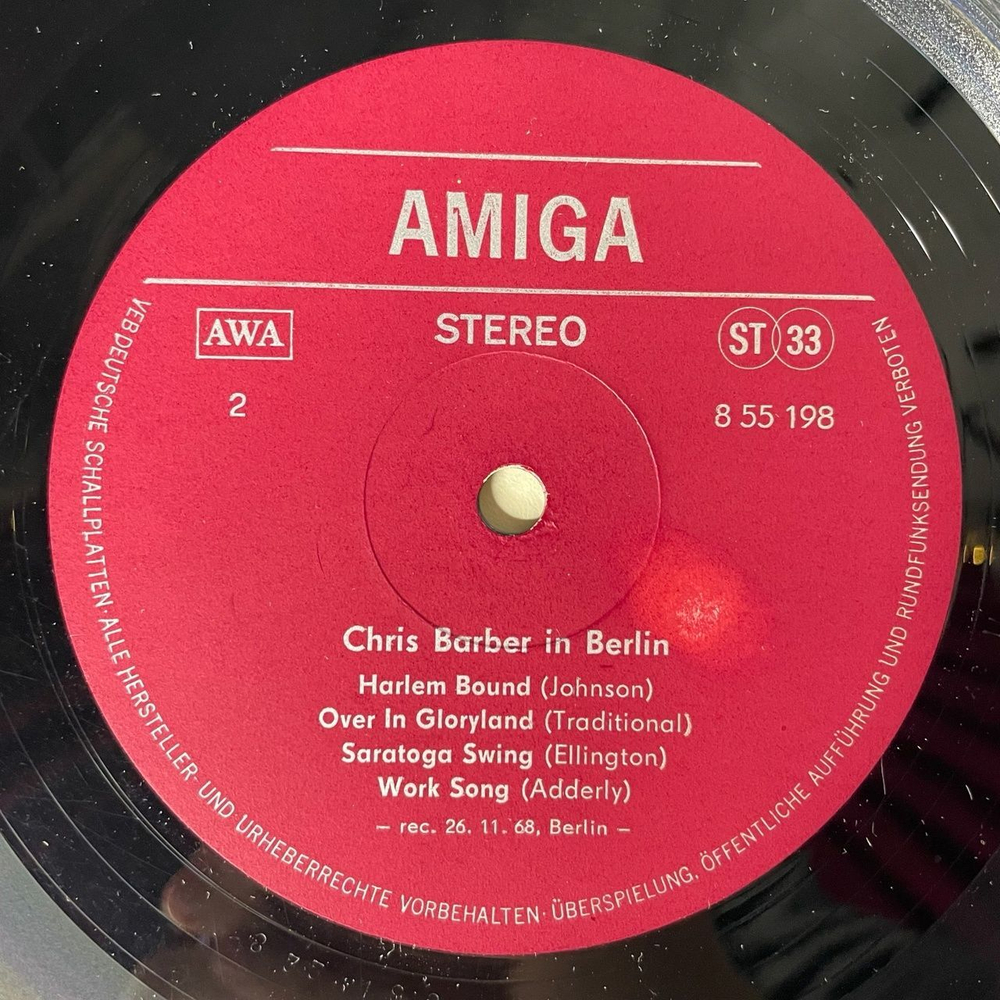 AMIGA
AWA
STEREO
ST 33
2
8 55 198
Chris Barber in Berlin
Harlem Bound (Johnson)
Over In Gloryland (Traditional)
Saratoga Swing (Ellington)
Work Song (Adderly)
– rec. 26. 11. 68, Berlin –
VEB DEUTSCHE SCHALLPLATTEN · ALLE HERSTELLER- UND URHEBERRECHTE VORBEHALTEN · ÜBERSPIELUNG, ÖFFENTLICHE AUFFÜHRUNG UND RUNDFUNKSENDUNG VERBOTEN